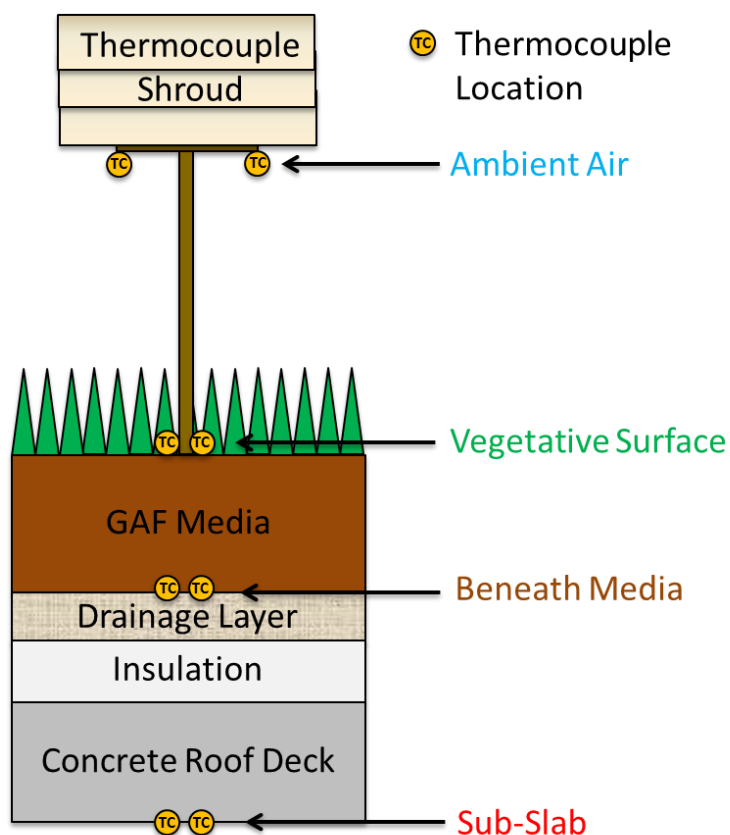 Thermocouple
Shroud
TC Thermocouple
Location
TC TC Ambient Air
TC TC Vegetative Surface
GAF Media
TC TC Beneath Media
Drainage Layer
Insulation
Concrete Roof Deck
TC TC Sub-Slab